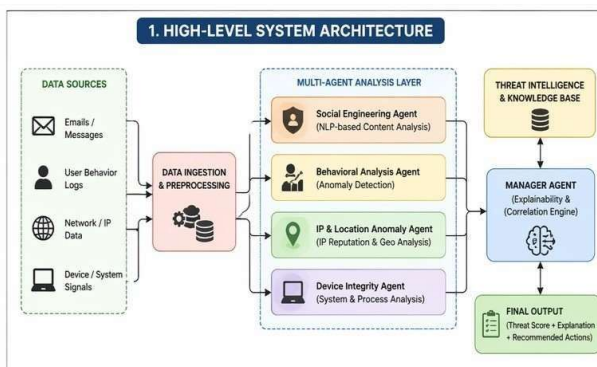 1. HIGH-LEVEL SYSTEM ARCHITECTURE
DATA SOURCES
Emails /
Messages
User Behavior
Logs
Network / IP
Data
Device / System
Signals
DATA INGESTION
& PREPROCESSING
MULTI-AGENT ANALYSIS LAYER
Social Engineering Agent
(NLP-based Content Analysis)
Behavioral Analysis Agent
(Anomaly Detection)
IP & Location Anomaly Agent
(IP Reputation & Geo Analysis)
Device Integrity Agent
(System & Process Analysis)
THREAT INTELLIGENCE
& KNOWLEDGE BASE
MANAGER AGENT
(Explainability &
(Correlation Engine)
FINAL OUTPUT
(Threat Score + Explanation
+ Recommended Actions)